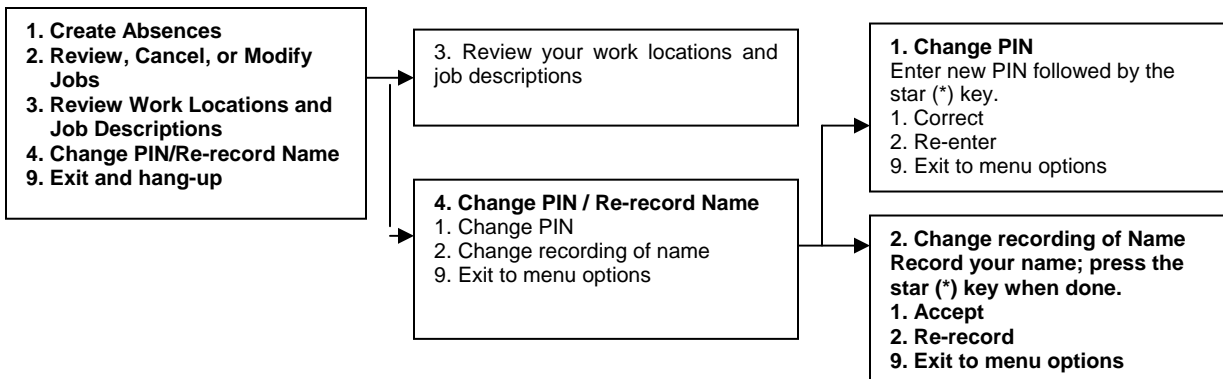 1. Create Absences
2. Review, Cancel, or Modify
Jobs
3. Review Work Locations and
Job Descriptions
4. Change PIN/Re-record Name
9. Exit and hang-up
3. Review your work locations and
job descriptions
4. Change PIN / Re-record Name
1. Change PIN
2. Change recording of name
9. Exit to menu options
1. Change PIN
Enter new PIN followed by the
star (*) key.
1. Correct
2. Re-enter
9. Exit to menu options
2. Change recording of Name
Record your name; press the
star (*) key when done.
1. Accept
2. Re-record
9. Exit to menu options